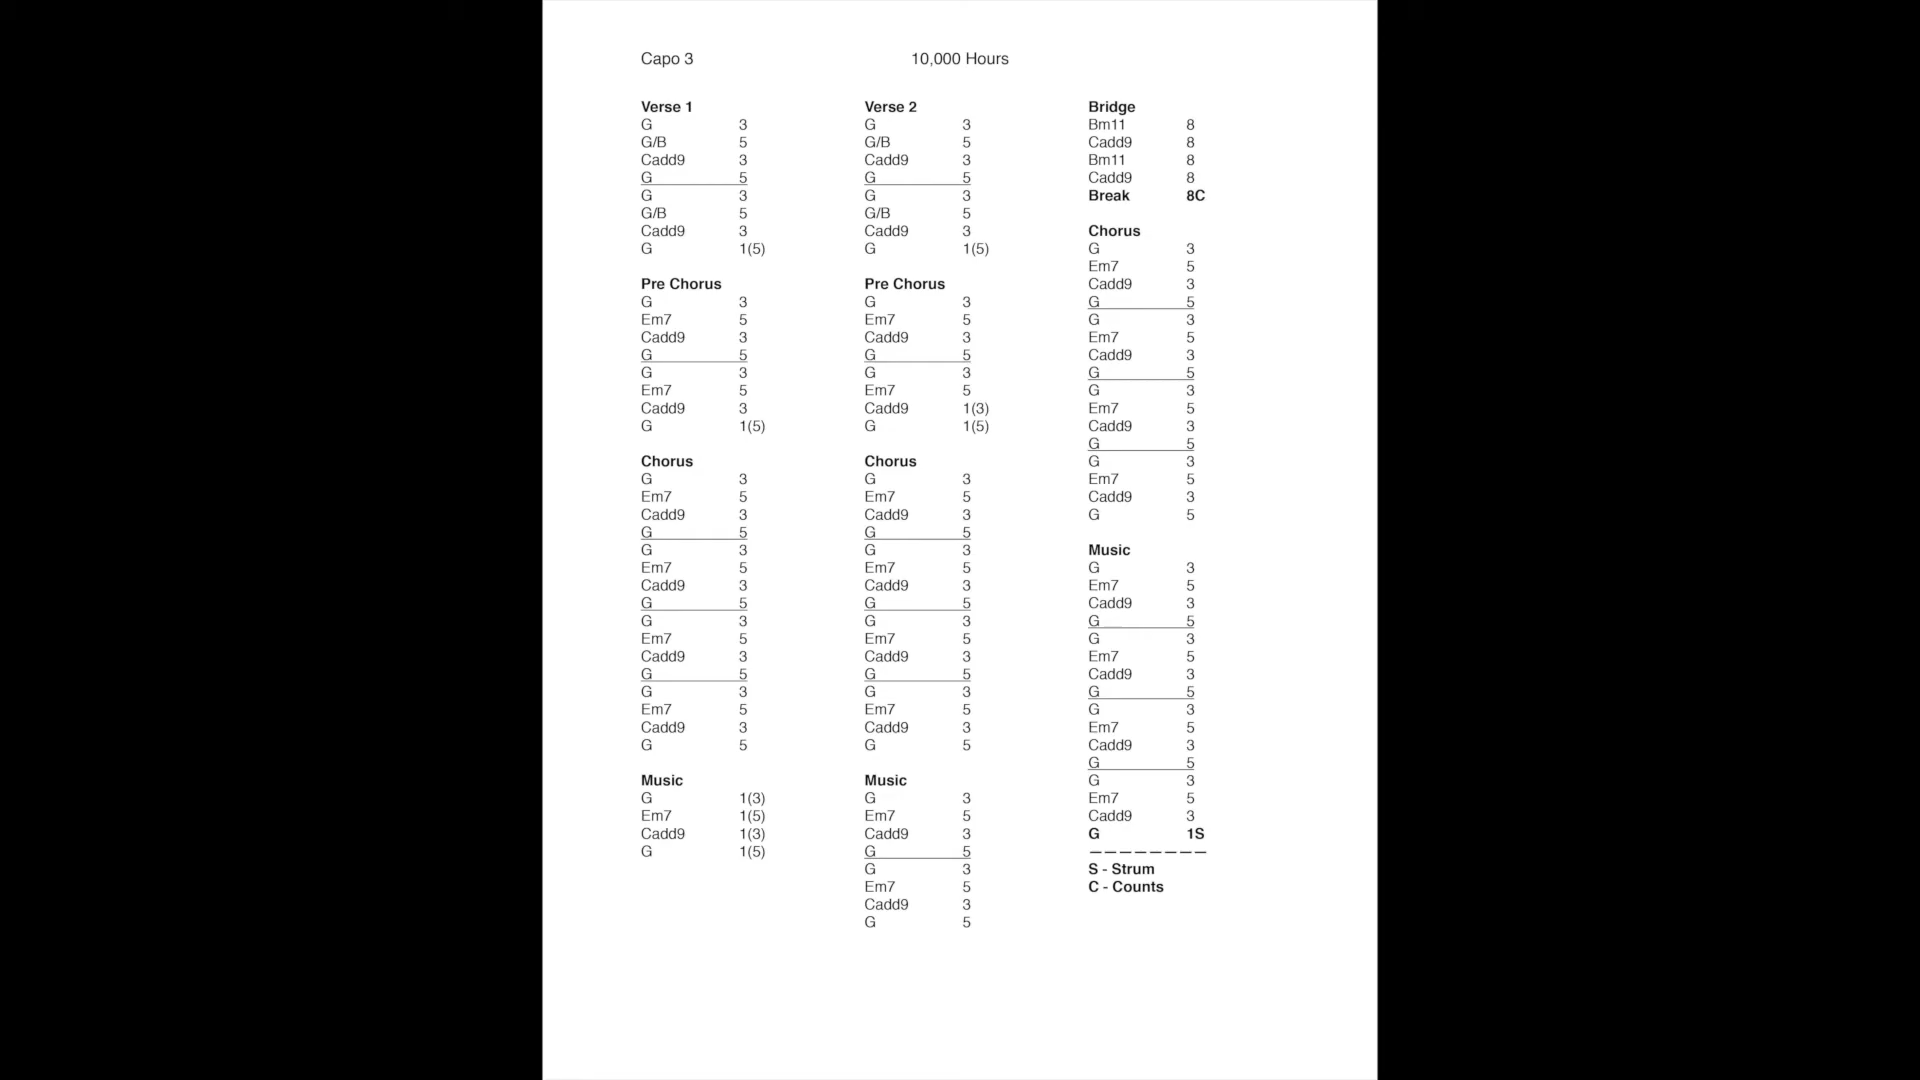 Capo 3 10,000 Hours
Verse 1
G 3
G/B 5
Cadd9 3
G 5
G 3
G/B 5
Cadd9 3
G 1(5)
Pre Chorus
G 3
Em7 5
Cadd9 3
G 5
G 3
Em7 5
Cadd9 3
G 1(5)
Chorus
G 3
Em7 5
Cadd9 3
G 5
G 3
Em7 5
Cadd9 3
G 5
G 3
Em7 5
Cadd9 3
G 5
G 3
Em7 5
Cadd9 3
G 5
Music
G 1(3)
Em7 1(5)
Cadd9 1(3)
G 1(5)
Verse 2
G 3
G/B 5
Cadd9 3
G 5
G 3
G/B 5
Cadd9 3
G 1(5)
Pre Chorus
G 3
Em7 5
Cadd9 3
G 5
G 3
Em7 5
Cadd9 1(3)
G 1(5)
Chorus
G 3
Em7 5
Cadd9 3
G 5
G 3
Em7 5
Cadd9 3
G 5
G 3
Em7 5
Cadd9 3
G 5
G 3
Em7 5
Cadd9 3
G 5
Music
G 3
Em7 5
Cadd9 3
G 5
G 3
Em7 5
Cadd9 3
G 5
Bridge
Bm11 8
Cadd9 8
Bm11 8
Cadd9 8
Break 8C
Chorus
G 3
Em7 5
Cadd9 3
G 5
G 3
Em7 5
Cadd9 3
G 5
G 3
Em7 5
Cadd9 3
G 5
G 3
Em7 5
Cadd9 3
G 5
Music
G 3
Em7 5
Cadd9 3
G 5
G 3
Em7 5
Cadd9 3
G 5
G 3
Em7 5
Cadd9 3
G 5
G 3
Em7 5
Cadd9 3
G 1S
————————
S - Strum
C - Counts